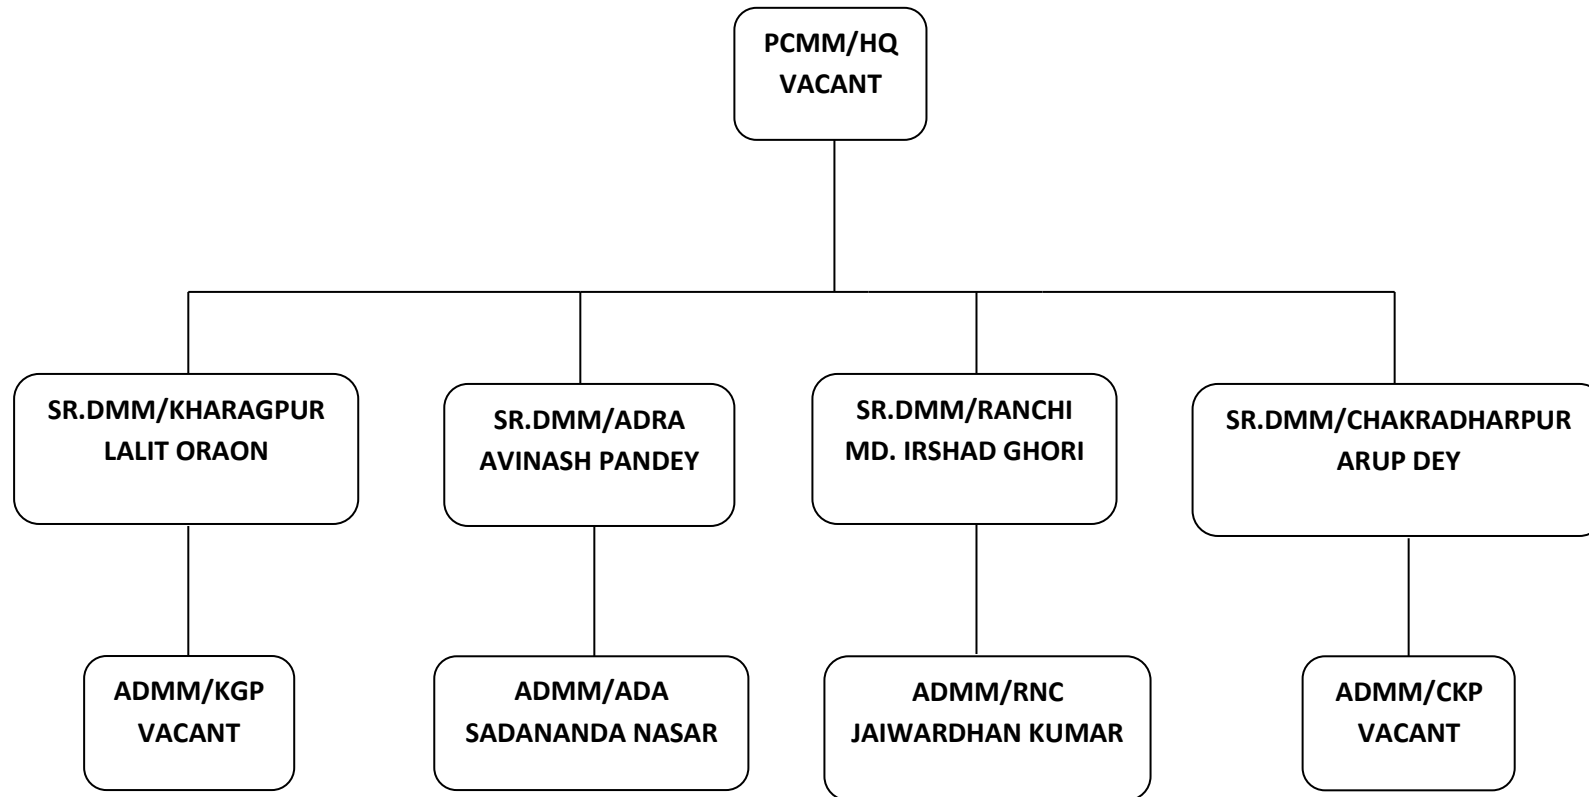 PCMM/HQ
VACANT
SR.DMM/KHARAGPUR
LALIT ORAON
SR.DMM/ADRA
AVINASH PANDEY
SR.DMM/RANCHI
MD. IRSHAD GHORI
SR.DMM/CHAKRADHARPUR
ARUP DEY
ADMM/KGP
VACANT
ADMM/ADA
SADANANDA NASAR
ADMM/RNC
JAIWARDHAN KUMAR
ADMM/CKP
VACANT